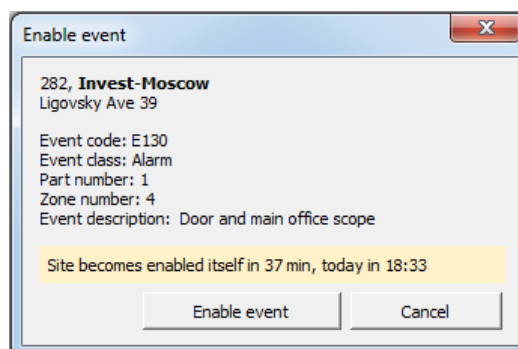 Enable event
282, Invest-Moscow
Ligovsky Ave 39
Event code: E130
Event class: Alarm
Part number: 1
Zone number: 4
Event description: Door and main office scope
Site becomes enabled itself in 37 min, today in 18:33
Enable event
Cancel